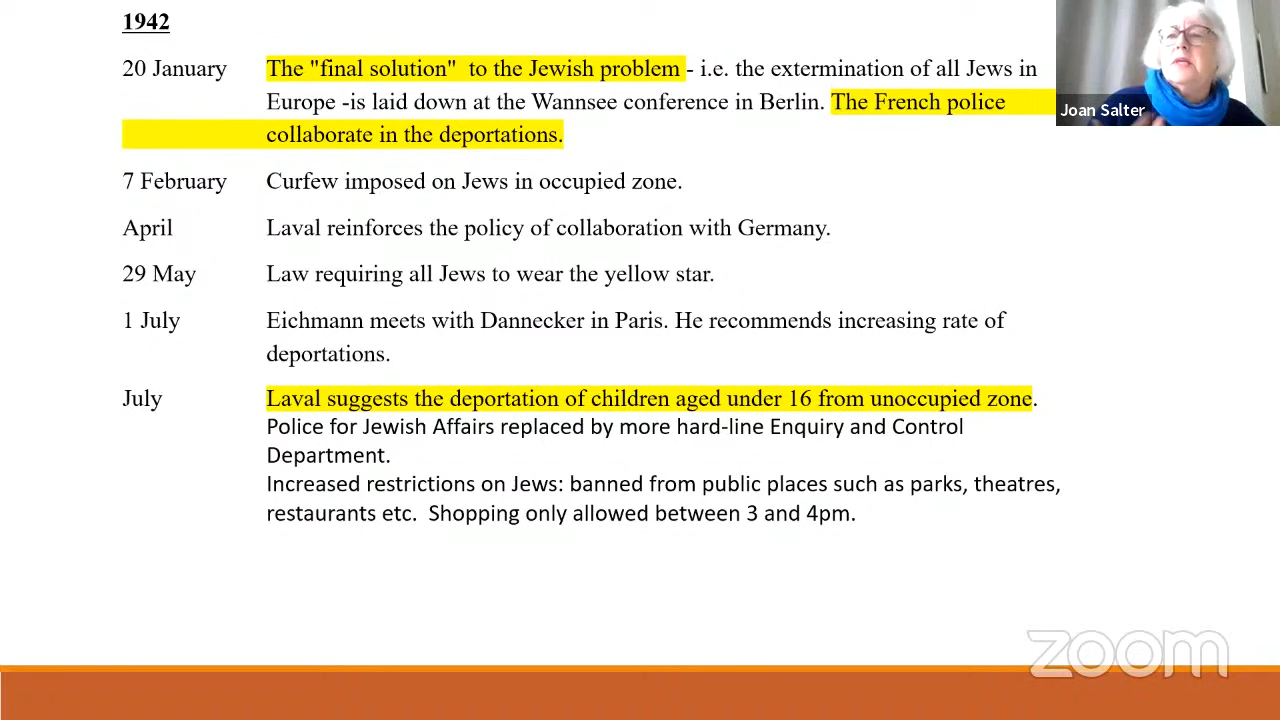 1942
20 January The "final solution"  to the Jewish problem - i.e. the extermination of all Jews in
Europe -is laid down at the Wannsee conference in Berlin. The French police
collaborate in the deportations.
7 February Curfew imposed on Jews in occupied zone.
April Laval reinforces the policy of collaboration with Germany.
29 May Law requiring all Jews to wear the yellow star.
1 July Eichmann meets with Dannecker in Paris. He recommends increasing rate of
deportations.
July Laval suggests the deportation of children aged under 16 from unoccupied zone.
Police for Jewish Affairs replaced by more hard-line Enquiry and Control
Department.
Increased restrictions on Jews: banned from public places such as parks, theatres,
restaurants etc.  Shopping only allowed between 3 and 4pm.
Joan Salter
zoom